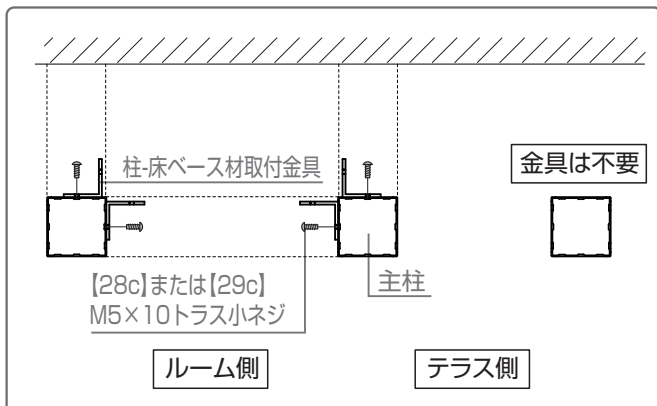 柱-床ベース材取付金具
金具は不要
【28c】または【29c】
M5×10トラス小ネジ
主柱
ルーム側
テラス側